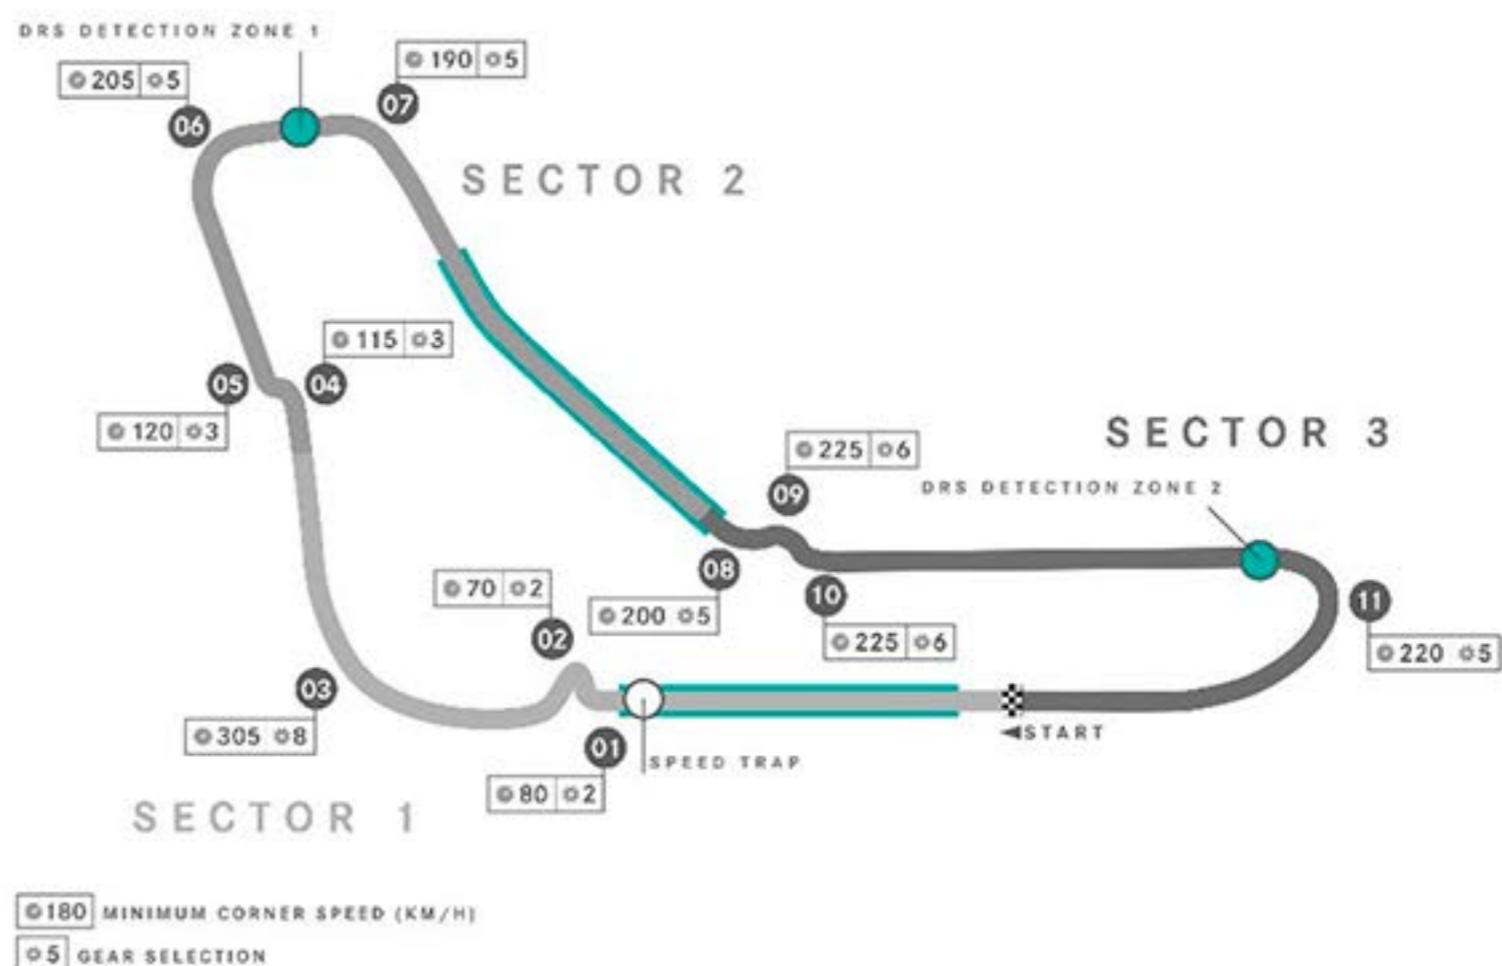 DRS DETECTION ZONE 1
190 5
205 5
07
06
SECTOR 2
115 3
05
04
120 3
SECTOR 3
225 6
DRS DETECTION ZONE 2
09
08
70 2
10
11
200 5
02
225 6
220 5
03
305 8
START
01
SPEED TRAP
80 2
SECTOR 1
180 MINIMUM CORNER SPEED (KM/H)
5 GEAR SELECTION